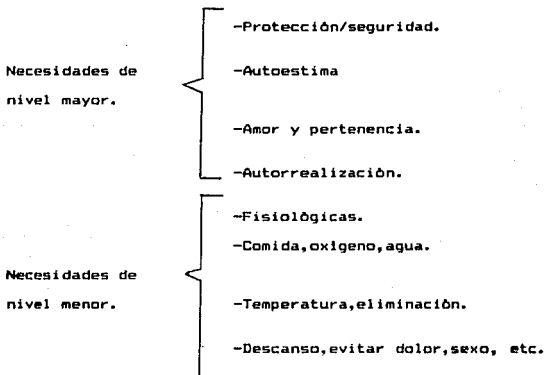 -Protección/seguridad.
Necesidades de
nivel mayor.
-Autoestima
-Amor y pertenencia.
-Autorrealización.
-Fisiológicas.
-Comida,oxigeno,agua.
Necesidades de
nivel menor.
-Temperatura,eliminación.
-Descanso,evitar dolor,sexo, etc.